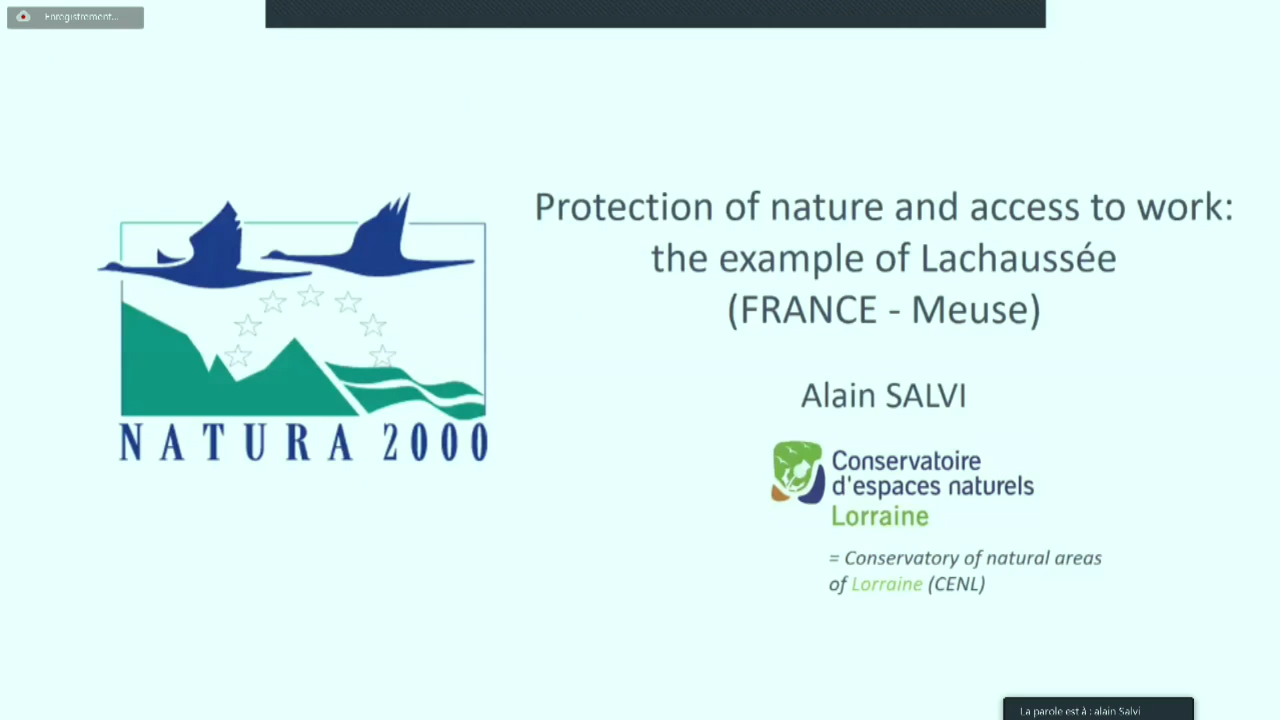 Enregistrement...
Protection of nature and access to work:
the example of Lachaussée
(FRANCE - Meuse)
Alain SALVI
NATURA 2000
Conservatoire
d'espaces naturels
Lorraine
= Conservatory of natural areas
of Lorraine (CENL)
La parole est à : alain Salvi